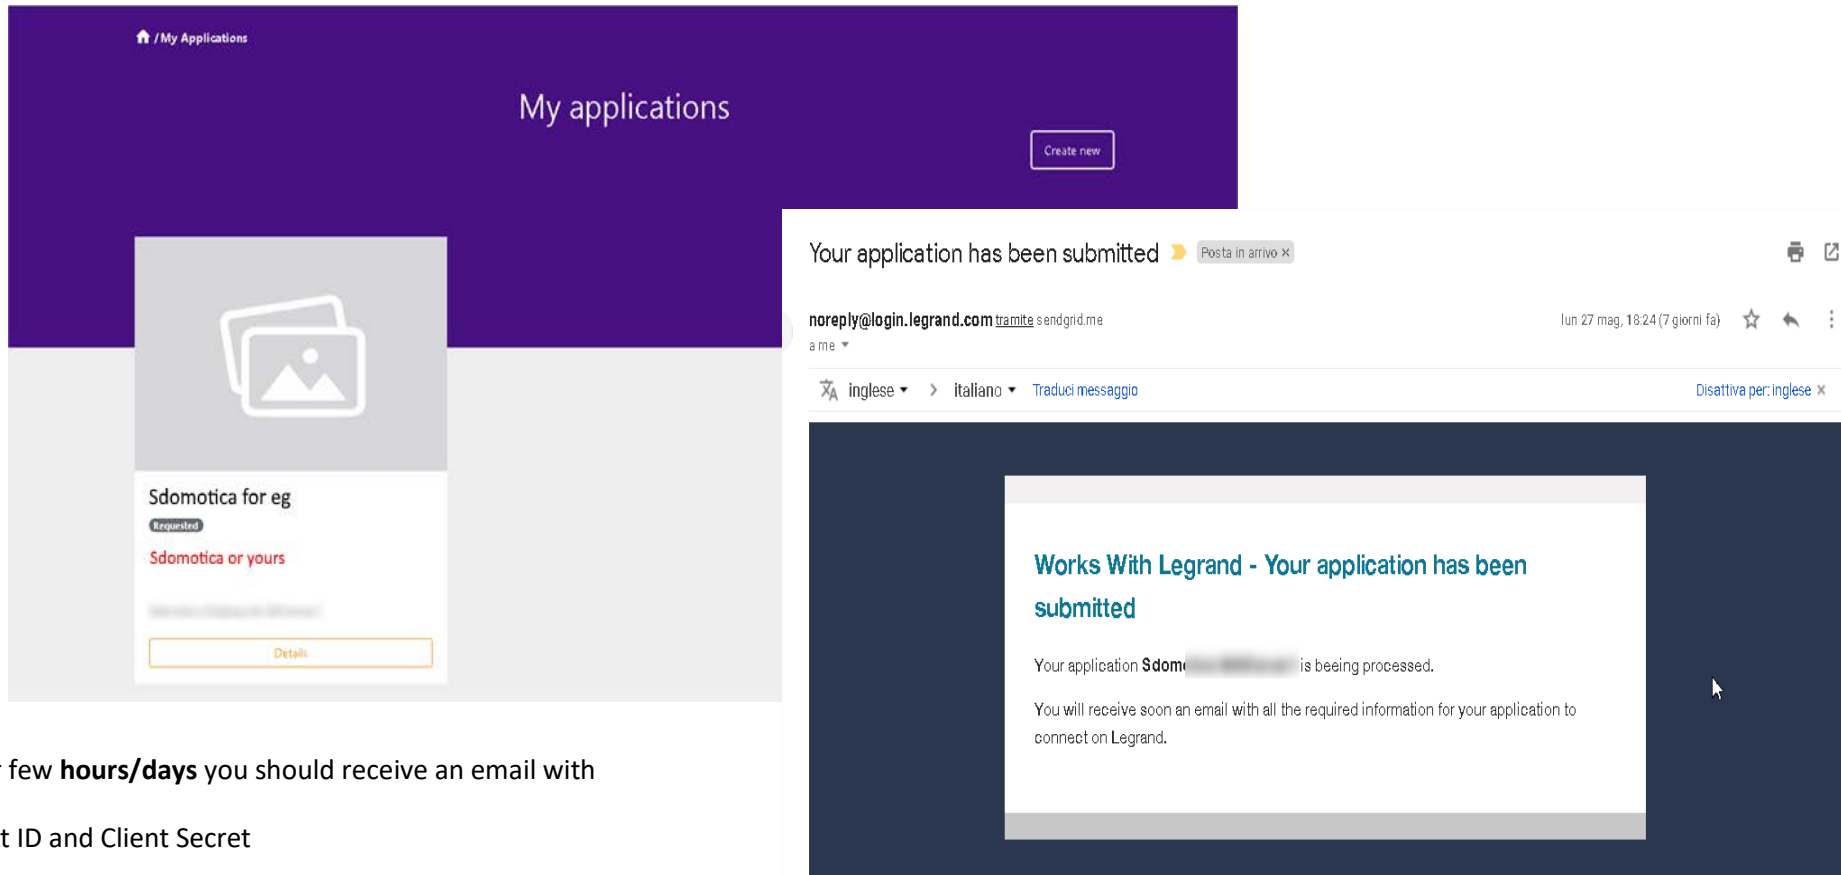 / My Applications
My applications
Create new
Sdomotica for eg
Requested
Sdomotica or yours
Details
Your application has been submitted
Posta in arrivo ×
noreply@login.legrand.com tramite sendgrid.me
lun 27 mag, 18:24 (7 giorni fa)
a me
inglese > italiano Traduci messaggio
Disattiva per: inglese ×
Works With Legrand - Your application has been
submitted
Your application Sdom is beeing processed.
You will receive soon an email with all the required information for your application to
connect on Legrand.
few hours/days you should receive an email with
t ID and Client Secret